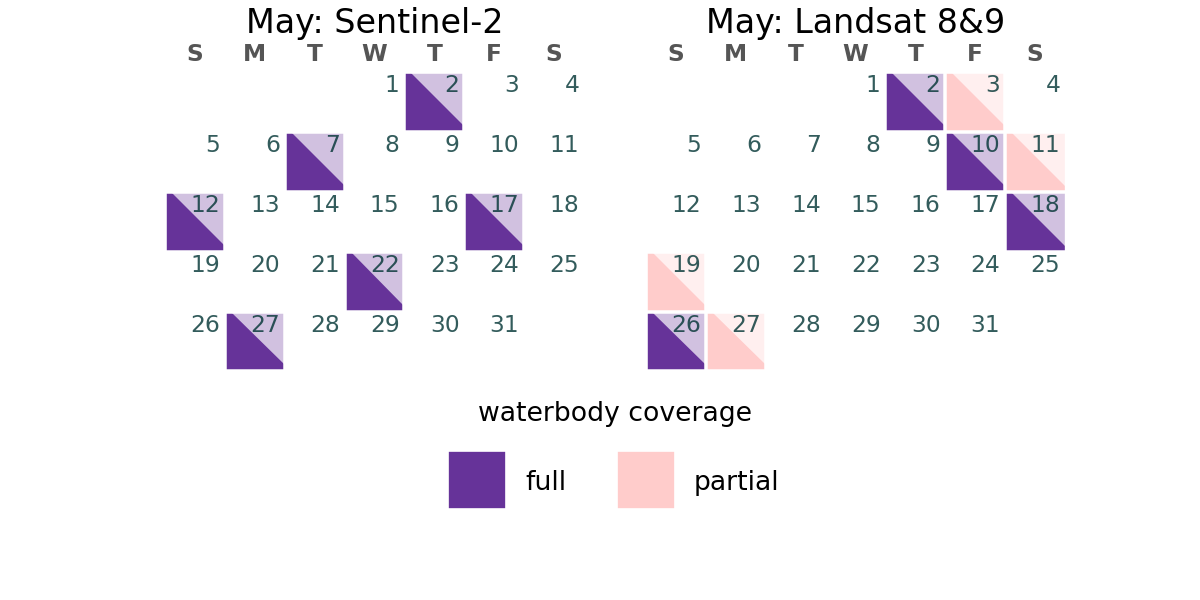 May: Sentinel-2
S M T W T F S
1 2 3 4
5 6 7 8 9 10 11
12 13 14 15 16 17 18
19 20 21 22 23 24 25
26 27 28 29 30 31
May: Landsat 8&9
S M T W T F S
1 2 3 4
5 6 7 8 9 10 11
12 13 14 15 16 17 18
19 20 21 22 23 24 25
26 27 28 29 30 31
waterbody coverage
full
partial